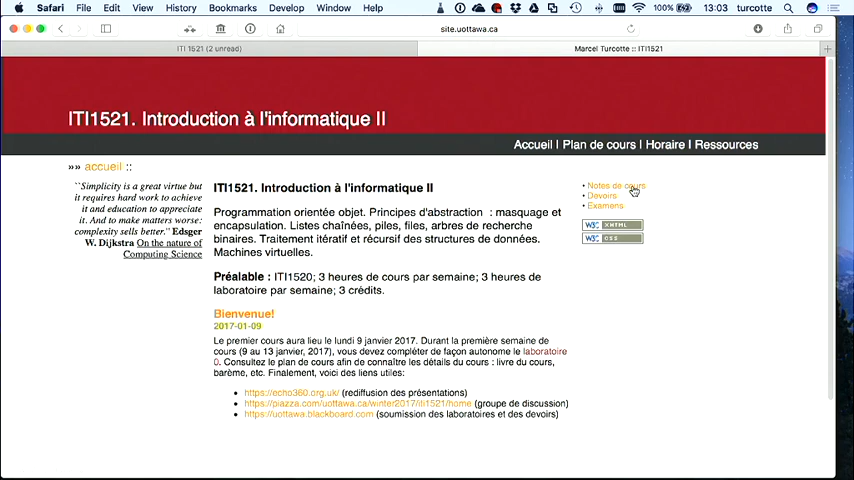 Safari File Edit View History Bookmarks Develop Window Help 100% 13:03 turcotte
site.uottawa.ca
ITI 1521 (2 unread) Marcel Turcotte :: ITI1521
ITI1521. Introduction à l'informatique II
Accueil | Plan de cours | Horaire | Ressources
»» accueil ::
``Simplicity is a great virtue but
it requires hard work to achieve
it and education to appreciate
it. And to make matters worse:
complexity sells better.'' Edsger
W. Dijkstra On the nature of
Computing Science
ITI1521. Introduction à l'informatique II
Programmation orientée objet. Principes d'abstraction : masquage et
encapsulation. Listes chaînées, piles, files, arbres de recherche
binaires. Traitement itératif et récursif des structures de données.
Machines virtuelles.
Préalable : ITI1520; 3 heures de cours par semaine; 3 heures de
laboratoire par semaine; 3 crédits.
Bienvenue!
2017-01-09
Le premier cours aura lieu le lundi 9 janvier 2017. Durant la première semaine de
cours (9 au 13 janvier, 2017), vous devez compléter de façon autonome le laboratoire
0. Consultez le plan de cours afin de connaître les détails du cours : livre du cours,
barème, etc. Finalement, voici des liens utiles:
• https://echo360.org.uk/ (rediffusion des présentations)
• https://piazza.com/uottawa.ca/winter2017/iti1521/home (groupe de discussion)
• https://uottawa.blackboard.com (soumission des laboratoires et des devoirs)
• Notes de cours
• Devoirs
• Examens
W3C XHTML
W3C CSS